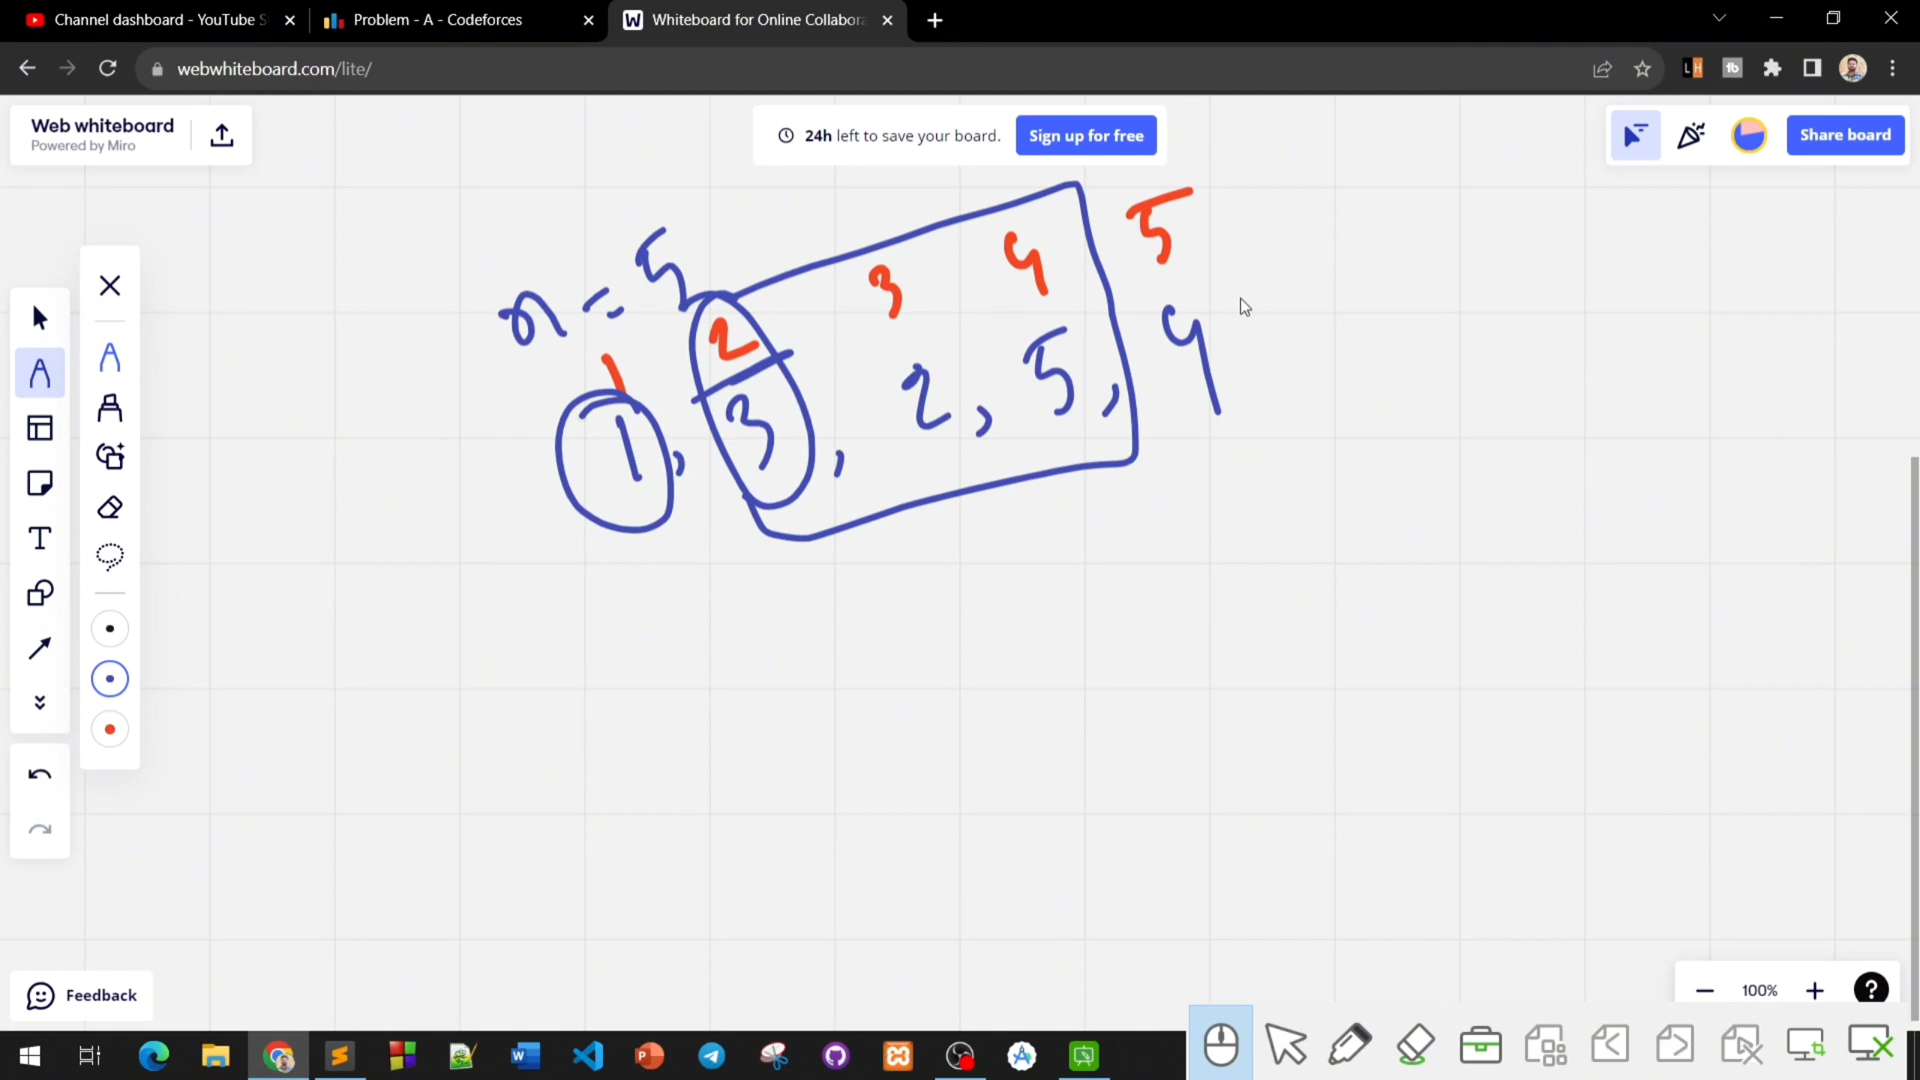 Channel dashboard - YouTube S
Problem - A - Codeforces
Whiteboard for Online Collabora
webwhiteboard.com/lite/
Web whiteboard
Powered by Miro
24h left to save your board.
Sign up for free
Share board
n = 5
1 2 3 4 5
1, 3, 2, 5, 4
Feedback
100%